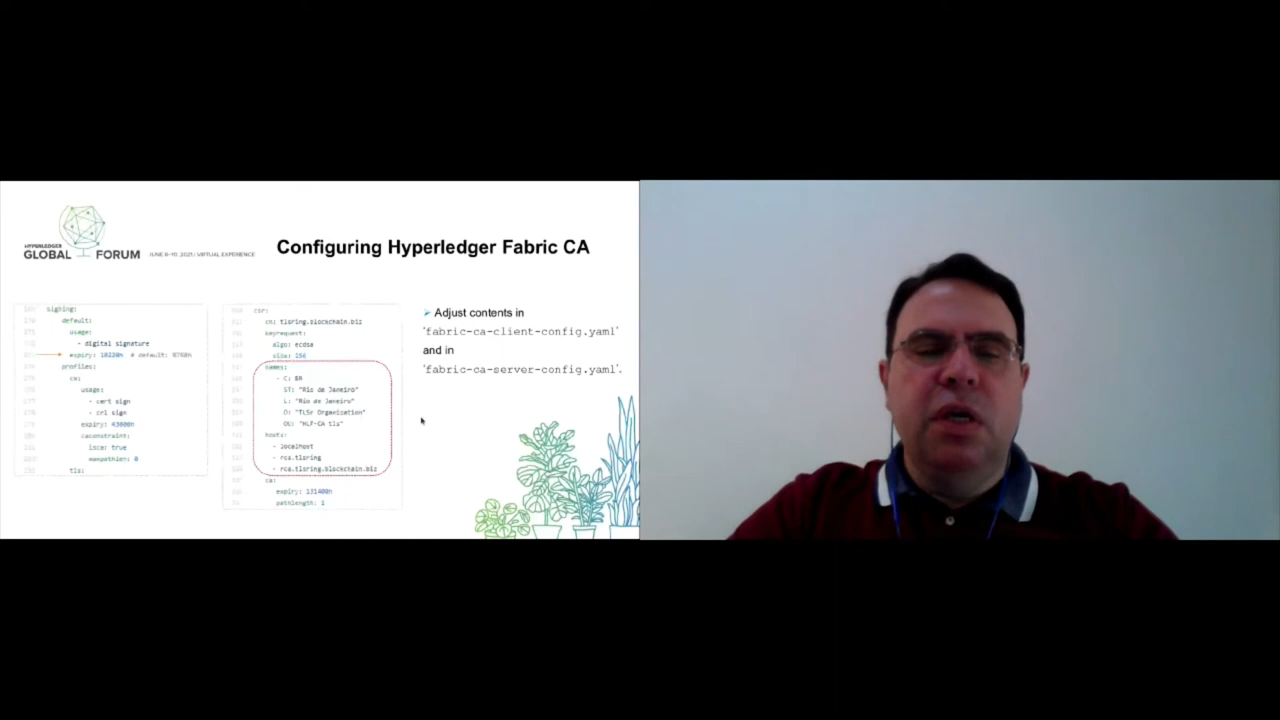 HYPERLEDGER
GLOBAL FORUM
JUNE 8-10, 2021 | VIRTUAL EXPERIENCE
Configuring Hyperledger Fabric CA
signing:
default:
usage:
- digital signature
expiry: 10220h # default: 8760h
profiles:
ca:
usage:
- cert sign
- crl sign
expiry: 43800h
caconstraint:
isca: true
maxpathlen: 0
tls:
csr:
cn: tlsring.blockchain.biz
keyrequest:
algo: ecdsa
size: 256
names:
- C: BR
ST: "Rio de Janeiro"
L: "Rio de Janeiro"
O: "TLSr Organization"
OU: "HLF-CA tls"
hosts:
- localhost
- rca.tlsring
- rca.tlsring.blockchain.biz
ca:
expiry: 131400h
pathlength: 1
➢ Adjust contents in
'fabric-ca-client-config.yaml'
and in
'fabric-ca-server-config.yaml'.